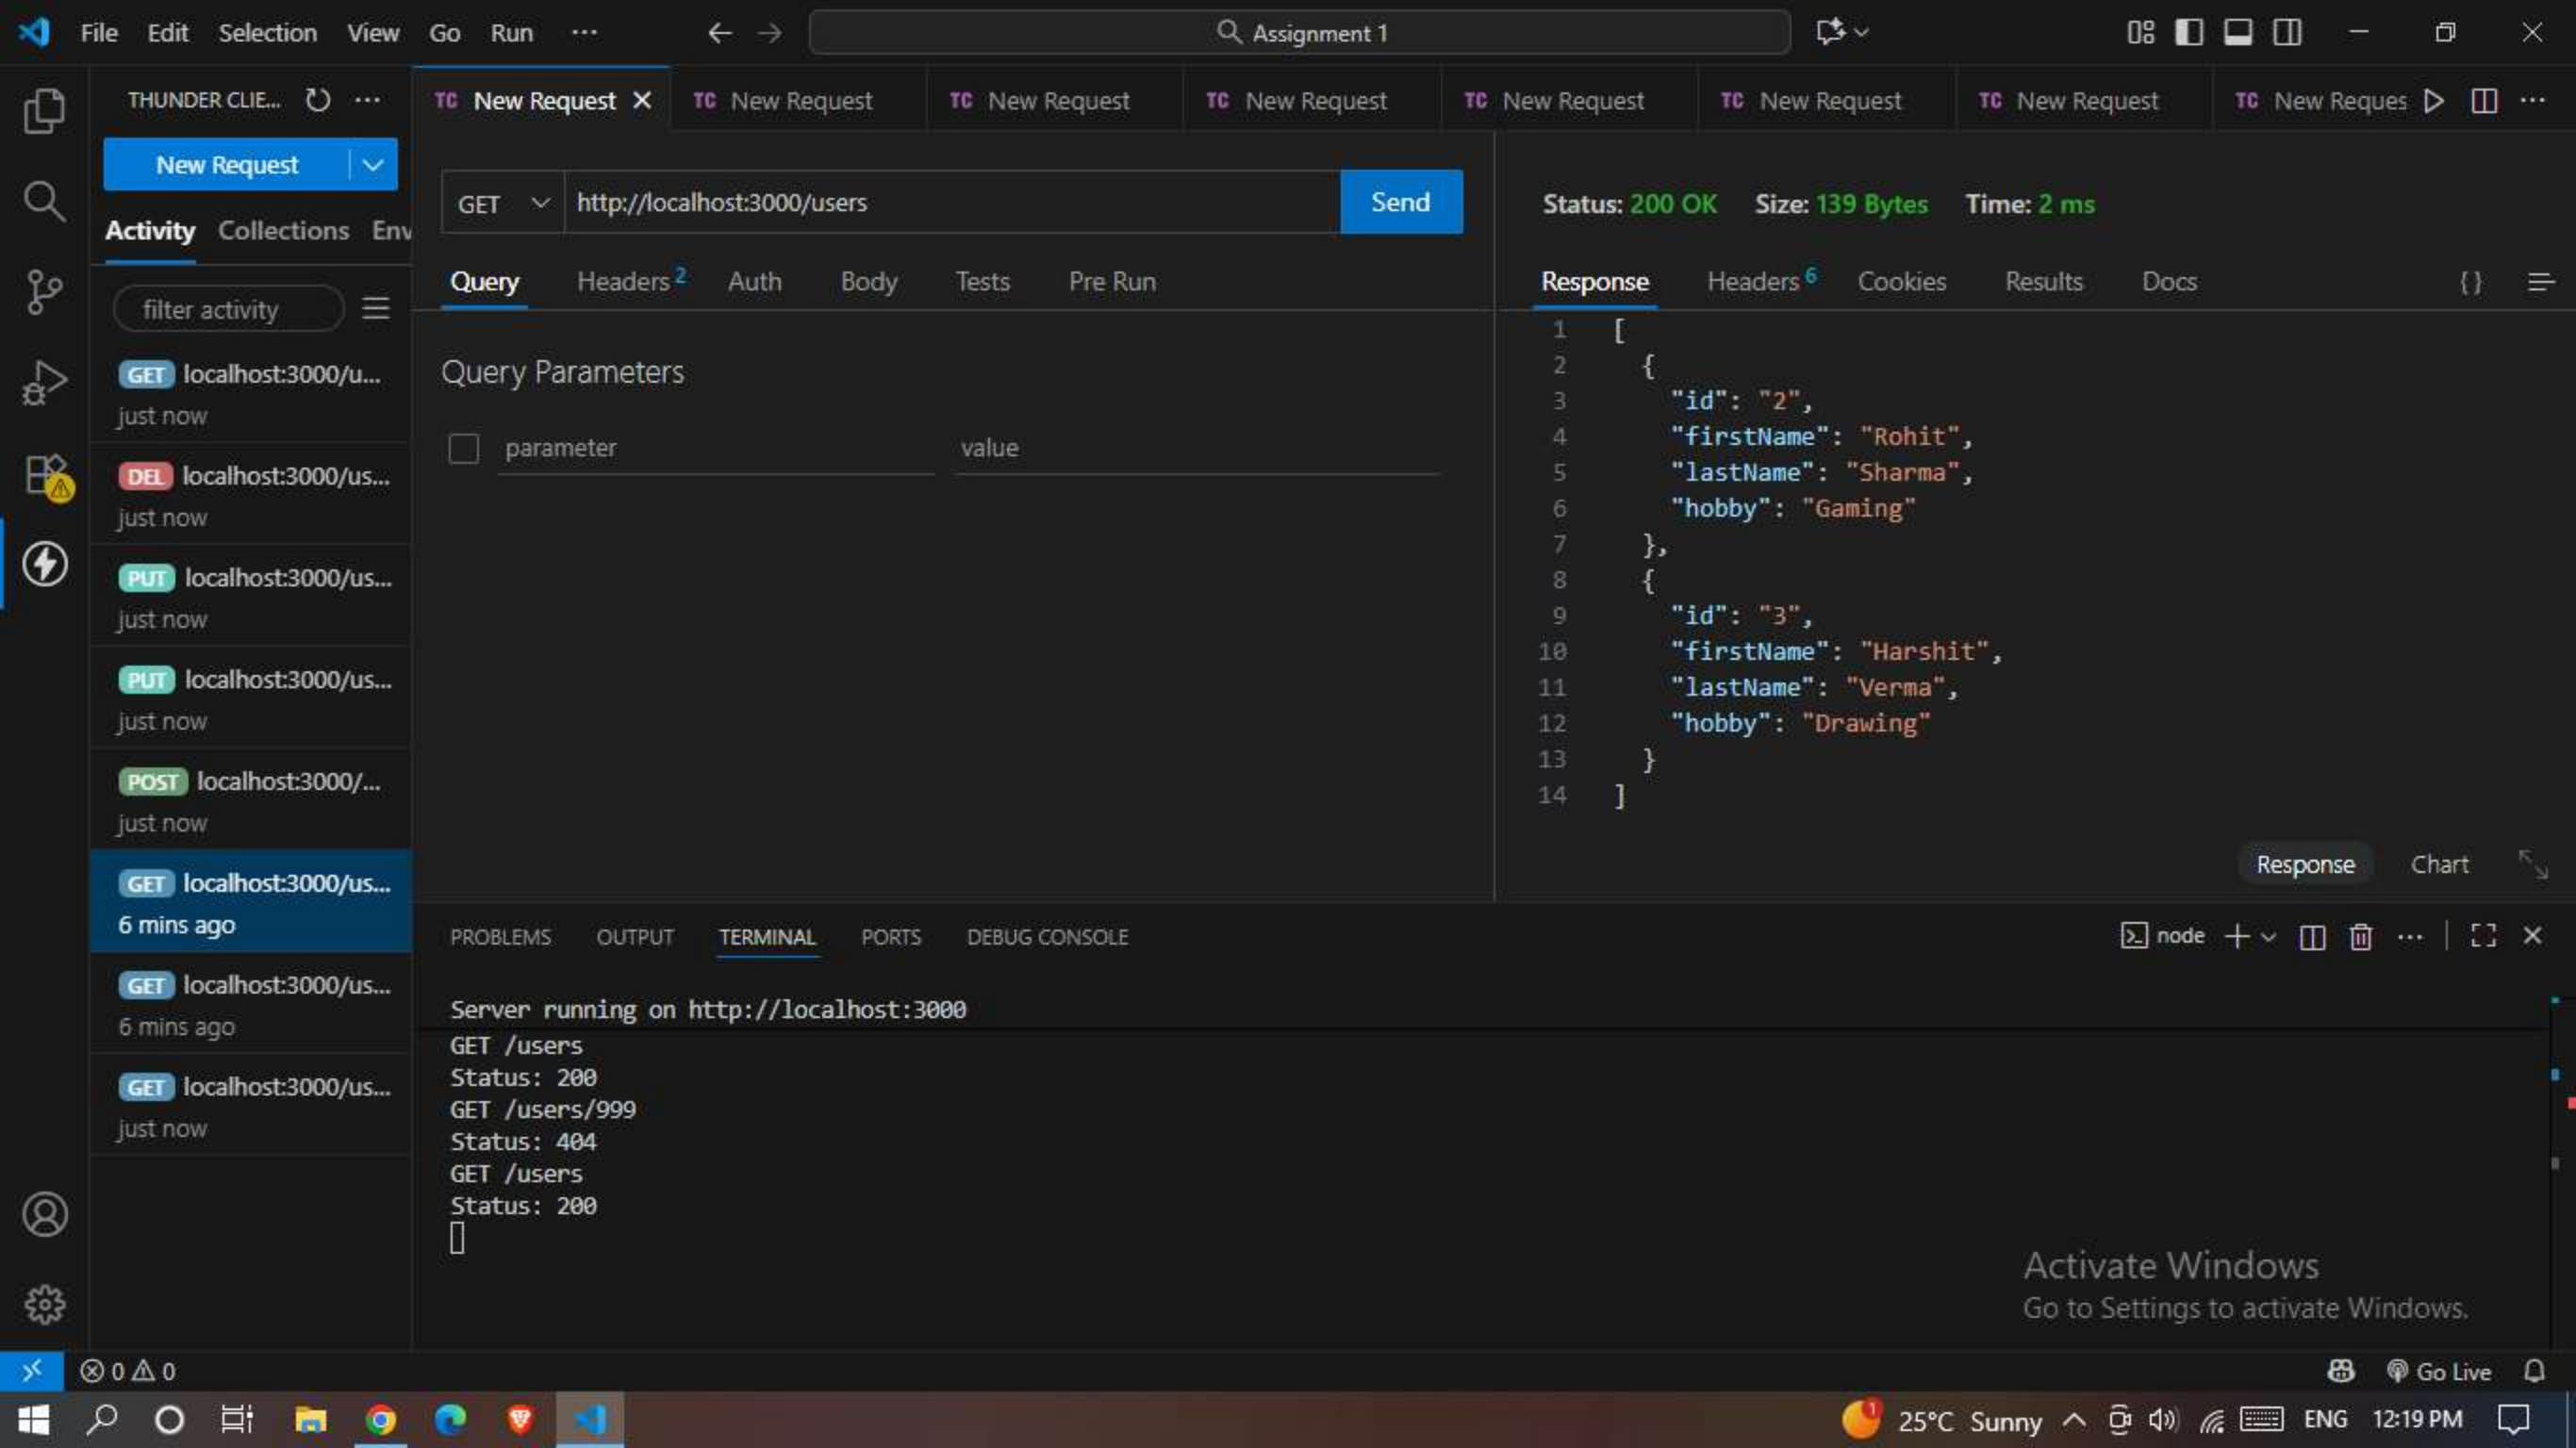 File Edit Selection View Go Run ··· Assignment 1
THUNDER CLIE... ···
TC New Request TC New Request TC New Request TC New Request TC New Request TC New Request TC New Request TC New Reques ···
New Request
GET http://localhost:3000/users Send
Status: 200 OK Size: 139 Bytes Time: 2 ms
Activity Collections Env
Query Headers 2 Auth Body Tests Pre Run
Response Headers 6 Cookies Results Docs {}
filter activity
GET localhost:3000/u...
just now
DEL localhost:3000/us...
just now
PUT localhost:3000/us...
just now
PUT localhost:3000/us...
just now
POST localhost:3000/...
just now
GET localhost:3000/us...
6 mins ago
GET localhost:3000/us...
6 mins ago
GET localhost:3000/us...
just now
Query Parameters
parameter value
1 [
2 {
3 "id": "2",
4 "firstName": "Rohit",
5 "lastName": "Sharma",
6 "hobby": "Gaming"
7 },
8 {
9 "id": "3",
10 "firstName": "Harshit",
11 "lastName": "Verma",
12 "hobby": "Drawing"
13 }
14 ]
Response Chart
PROBLEMS OUTPUT TERMINAL PORTS DEBUG CONSOLE node ···
Server running on http://localhost:3000
GET /users
Status: 200
GET /users/999
Status: 404
GET /users
Status: 200
Activate Windows
Go to Settings to activate Windows.
0 0 Go Live
1 25°C Sunny ENG 12:19 PM